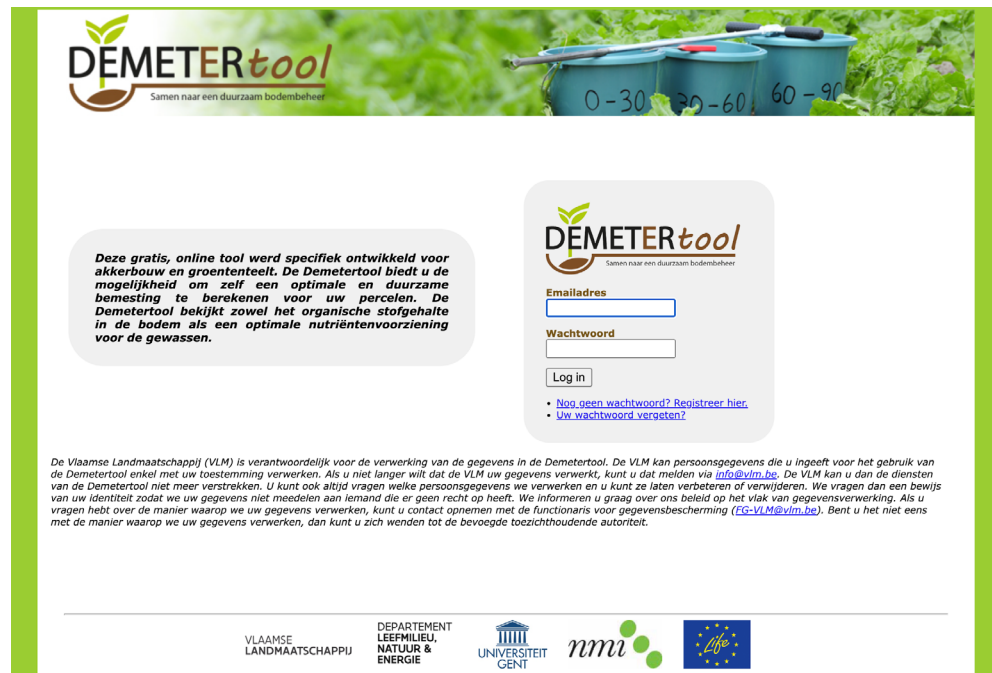 DEMETERtool
Samen naar een duurzaam bodembeheer
0-30
30-60
60-90
Deze gratis, online tool werd specifiek ontwikkeld voor
akkerbouw en groententeelt. De Demetertool biedt u de
mogelijkheid om zelf een optimale en duurzame
bemesting te berekenen voor uw percelen. De
Demetertool bekijkt zowel het organische stofgehalte
in de bodem als een optimale nutriëntenvoorziening
voor de gewassen.
DEMETERtool
Samen naar een duurzaam bodembeheer
Emailadres
Wachtwoord
Log in
• Nog geen wachtwoord? Registreer hier.
• Uw wachtwoord vergeten?
De Vlaamse Landmaatschappij (VLM) is verantwoordelijk voor de verwerking van de gegevens in de Demetertool. De VLM kan persoonsgegevens die u ingeeft voor het gebruik van
de Demetertool enkel met uw toestemming verwerken. Als u niet langer wilt dat de VLM uw gegevens verwerkt, kunt u dat melden via info@vlm.be. De VLM kan u dan de diensten
van de Demetertool niet meer verstrekken. U kunt ook altijd vragen welke persoonsgegevens we verwerken en u kunt ze laten verbeteren of verwijderen. We vragen dan een bewijs
van uw identiteit zodat we uw gegevens niet meedelen aan iemand die er geen recht op heeft. We informeren u graag over ons beleid op het vlak van gegevensverwerking. Als u
vragen hebt over de manier waarop we uw gegevens verwerken, kunt u contact opnemen met de functionaris voor gegevensbescherming (FG-VLM@vlm.be). Bent u het niet eens
met de manier waarop we uw gegevens verwerken, dan kunt u zich wenden tot de bevoegde toezichthoudende autoriteit.
VLAAMSE
LANDMAATSCHAPPIJ
DEPARTEMENT
LEEFMILIEU,
NATUUR &
ENERGIE
UNIVERSITEIT
GENT
nmi
Life